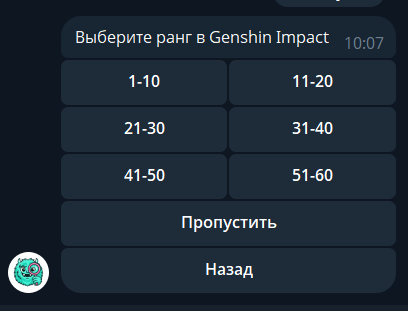 Выберите ранг в Genshin Impact 10:07
1-10 11-20
21-30 31-40
41-50 51-60
Пропустить
Назад